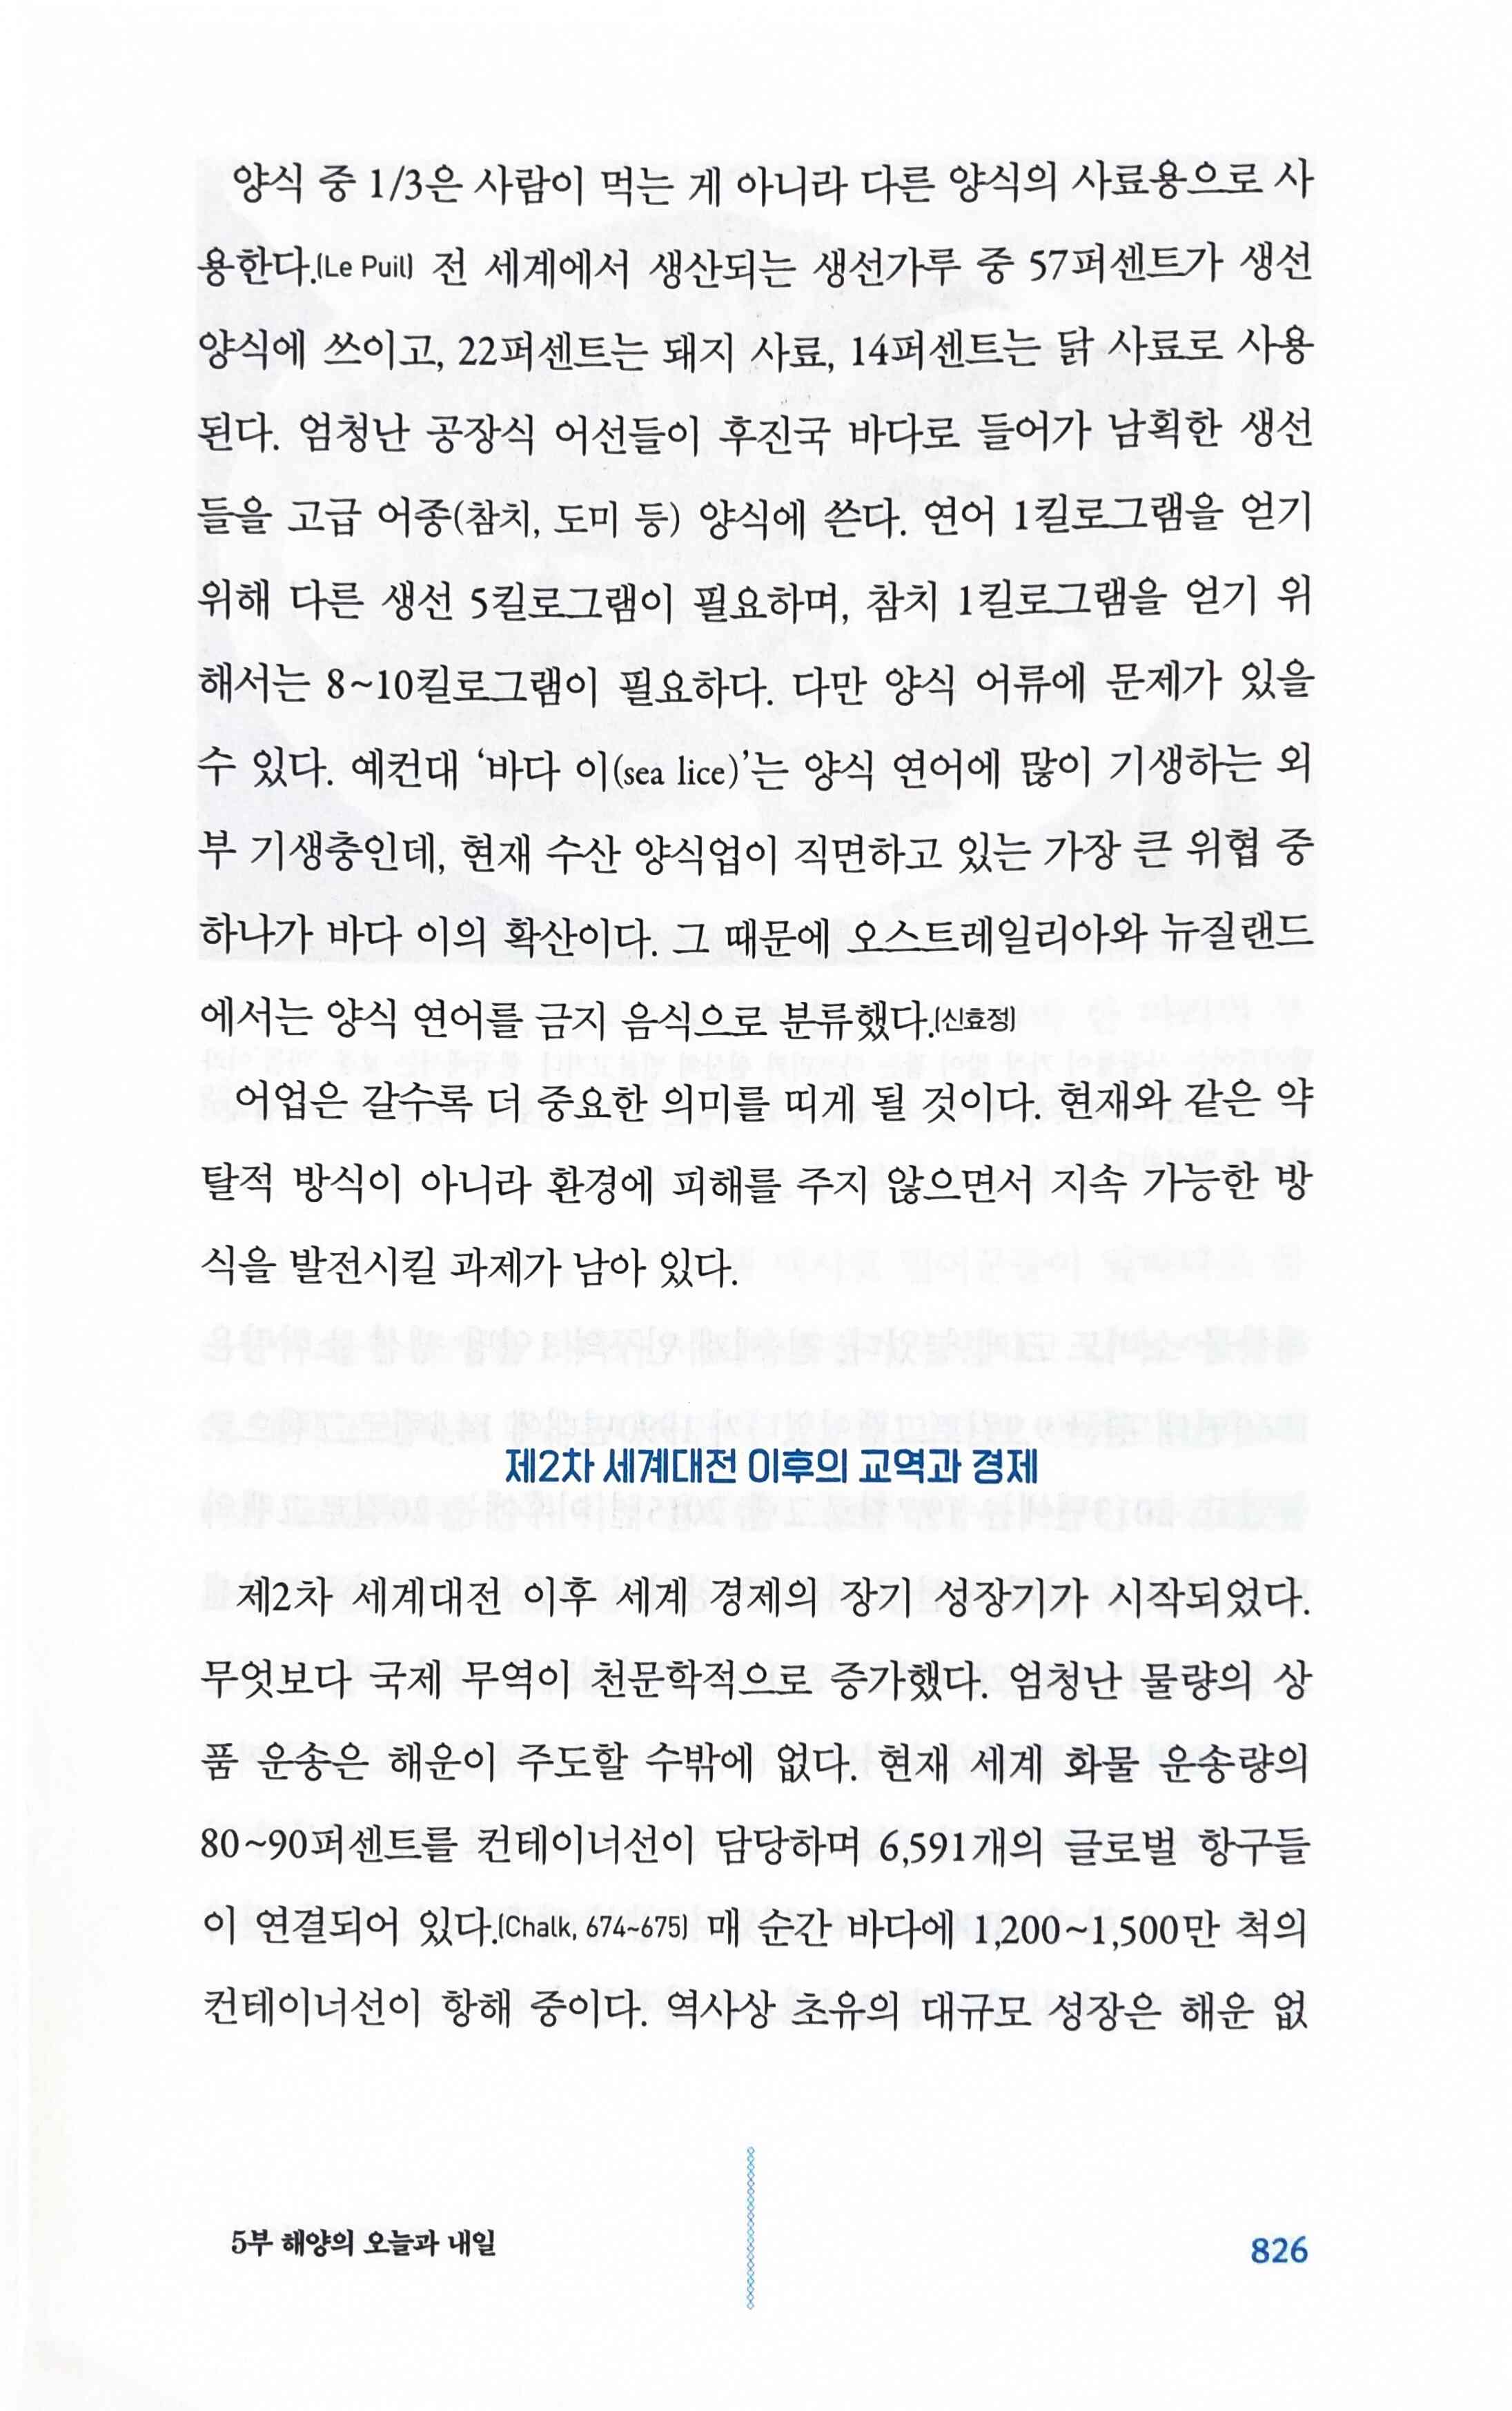 양식 중 1/3은 사람이 먹는 게 아니라 다른 양식의 사료용으로 사
용한다.(Le Puil) 전 세계에서 생산되는 생선가루 중 57퍼센트가 생선
양식에 쓰이고, 22퍼센트는 돼지 사료, 14퍼센트는 닭 사료로 사용
된다. 엄청난 공장식 어선들이 후진국 바다로 들어가 남획한 생선
들을 고급 어종(참치, 도미 등) 양식에 쓴다. 연어 1킬로그램을 얻기
위해 다른 생선 5킬로그램이 필요하며, 참치 1킬로그램을 얻기 위
해서는 8~10킬로그램이 필요하다. 다만 양식 어류에 문제가 있을
수 있다. 예컨대 ‘바다 이(sea lice)’는 양식 연어에 많이 기생하는 외
부 기생충인데, 현재 수산 양식업이 직면하고 있는 가장 큰 위협 중
하나가 바다 이의 확산이다. 그 때문에 오스트레일리아와 뉴질랜드
에서는 양식 연어를 금지 음식으로 분류했다.(신효정)
어업은 갈수록 더 중요한 의미를 띠게 될 것이다. 현재와 같은 약
탈적 방식이 아니라 환경에 피해를 주지 않으면서 지속 가능한 방
식을 발전시킬 과제가 남아 있다.
제2차 세계대전 이후의 교역과 경제
제2차 세계대전 이후 세계 경제의 장기 성장기가 시작되었다.
무엇보다 국제 무역이 천문학적으로 증가했다. 엄청난 물량의 상
품 운송은 해운이 주도할 수밖에 없다. 현재 세계 화물 운송량의
80~90퍼센트를 컨테이너선이 담당하며 6,591개의 글로벌 항구들
이 연결되어 있다.(Chalk, 674~675) 매 순간 바다에 1,200~1,500만 척의
컨테이너선이 항해 중이다. 역사상 초유의 대규모 성장은 해운 없
5부 해양의 오늘과 내일
826